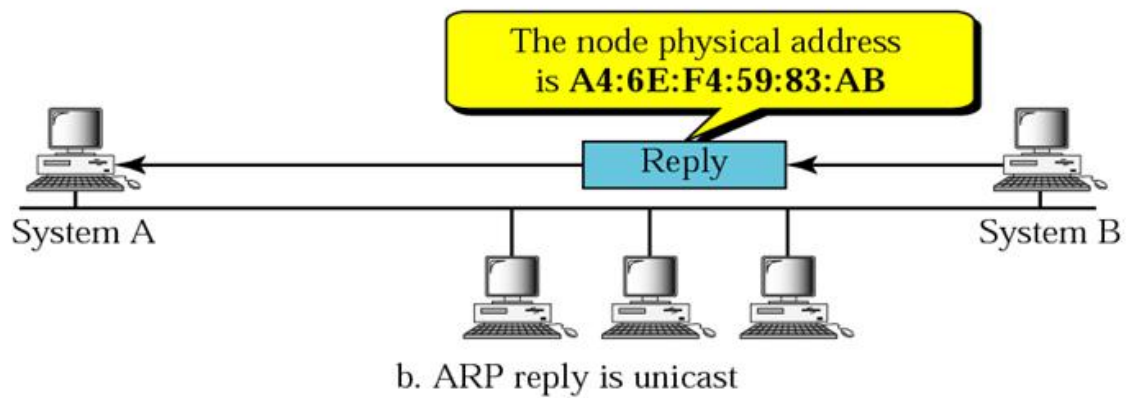 The node physical address
is A4:6E:F4:59:83:AB
Reply
System A
System B
b. ARP reply is unicast